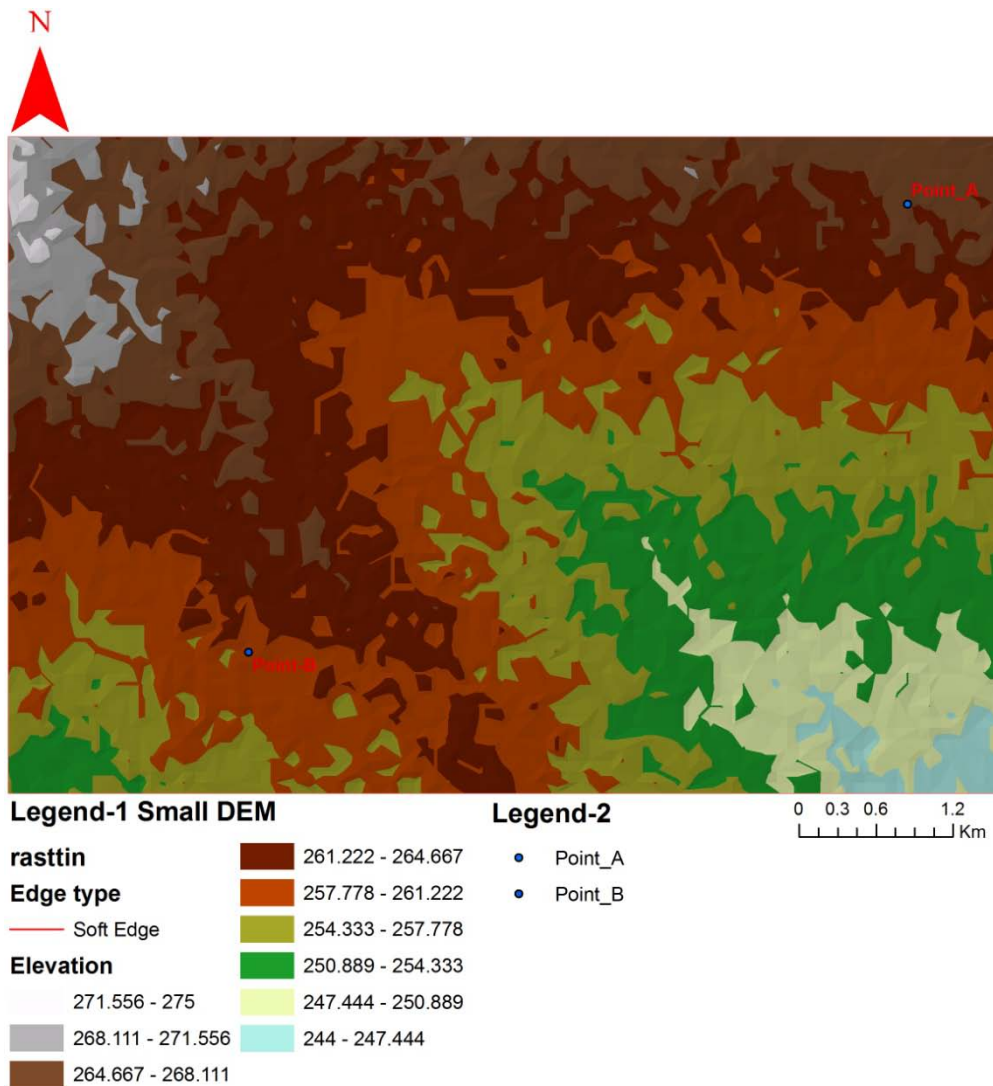 N
Point_A
Point-B
Legend-1 Small DEM
rasttin
Edge type
Soft Edge
Elevation
271.556 - 275
268.111 - 271.556
264.667 - 268.111
261.222 - 264.667
257.778 - 261.222
254.333 - 257.778
250.889 - 254.333
247.444 - 250.889
244 - 247.444
Legend-2
Point_A
Point_B
0 0.3 0.6 1.2
Km